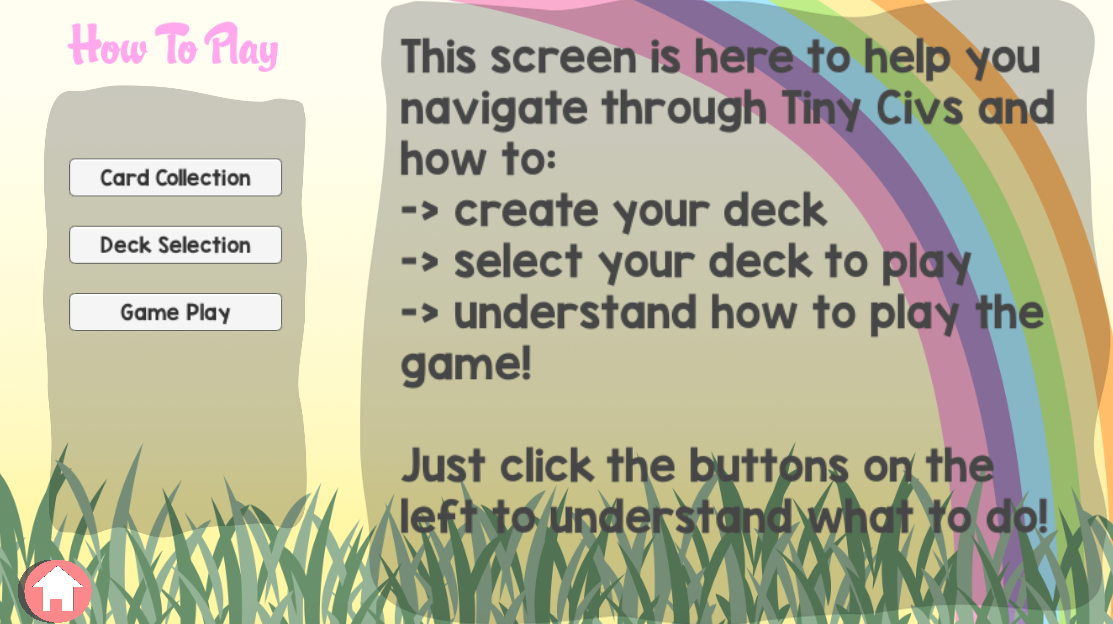 How To Play
Card Collection
Deck Selection
Game Play
This screen is here to help you
navigate through Tiny Civs and
how to:
-> create your deck
-> select your deck to play
-> understand how to play the
game!
Just click the buttons on the
left to understand what to do!